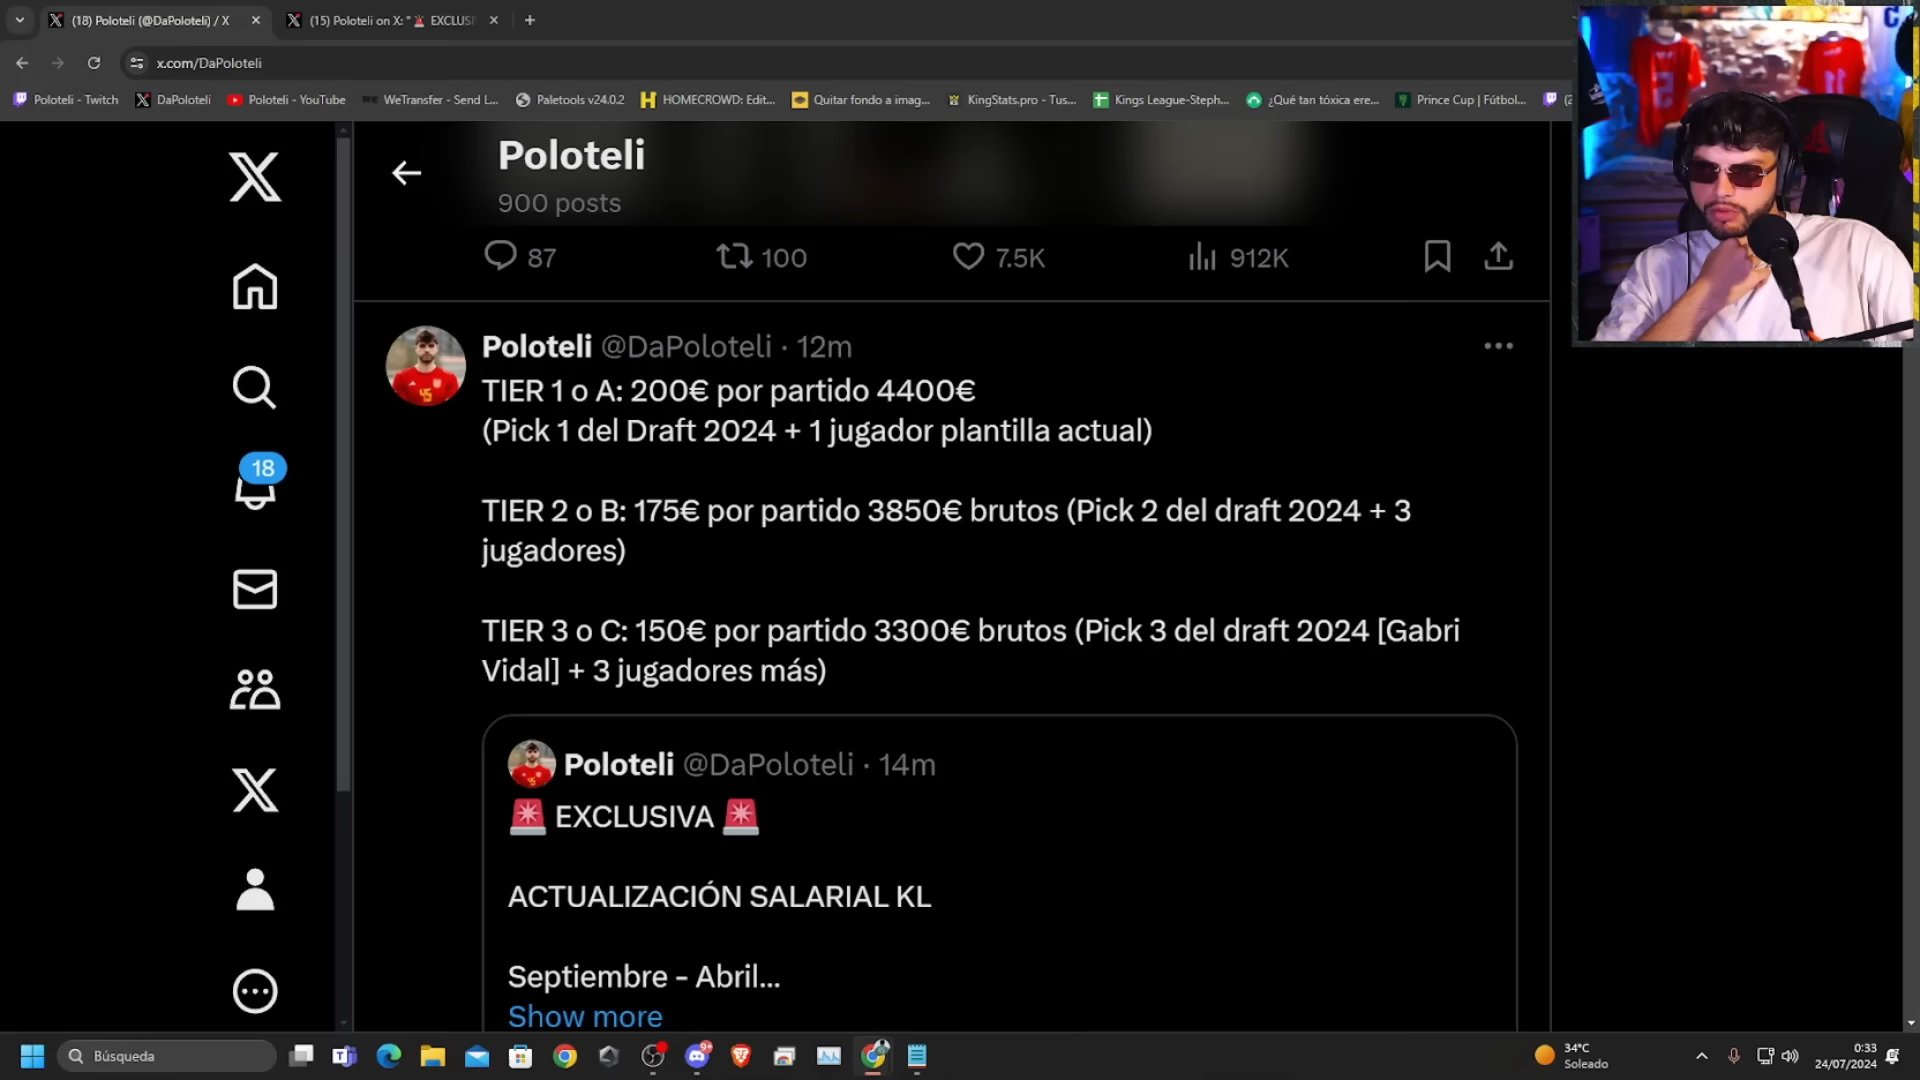 (18) Poloteli (@DaPoloteli) / X
(15) Poloteli on X: "🚨 EXCLUS
x.com/DaPoloteli
Poloteli - Twitch
DaPoloteli
Poloteli - YouTube
WeTransfer - Send L...
Paletools v24.0.2
HOMECROWD: Edit...
Quitar fondo a imag...
KingStats.pro - Tus...
Kings League-Steph...
¿Qué tan tóxica ere...
Prince Cup | Fútbol...
Poloteli
900 posts
87
100
7.5K
912K
Poloteli @DaPoloteli · 12m
TIER 1 o A: 200€ por partido 4400€
(Pick 1 del Draft 2024 + 1 jugador plantilla actual)
TIER 2 o B: 175€ por partido 3850€ brutos (Pick 2 del draft 2024 + 3
jugadores)
TIER 3 o C: 150€ por partido 3300€ brutos (Pick 3 del draft 2024 [Gabri
Vidal] + 3 jugadores más)
18
Poloteli @DaPoloteli · 14m
🚨 EXCLUSIVA 🚨
ACTUALIZACIÓN SALARIAL KL
Septiembre - Abril...
Show more
Búsqueda
34°C
Soleado
0:33
24/07/2024